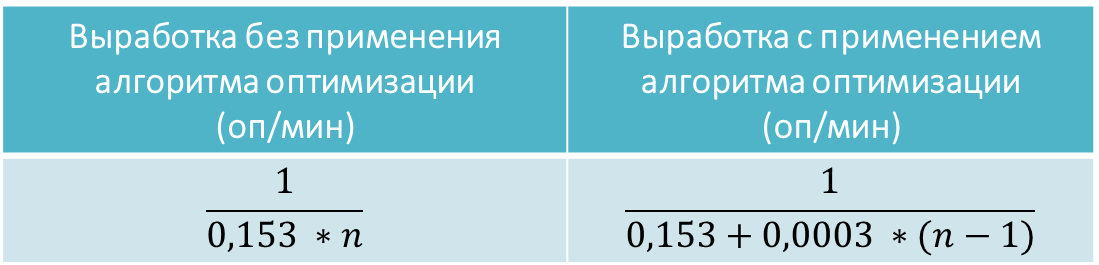 Выработка без применения
алгоритма оптимизации
(оп/мин)
Выработка с применением
алгоритма оптимизации
(оп/мин)
1
0,153 * n
1
0,153 + 0,0003 * (n − 1)